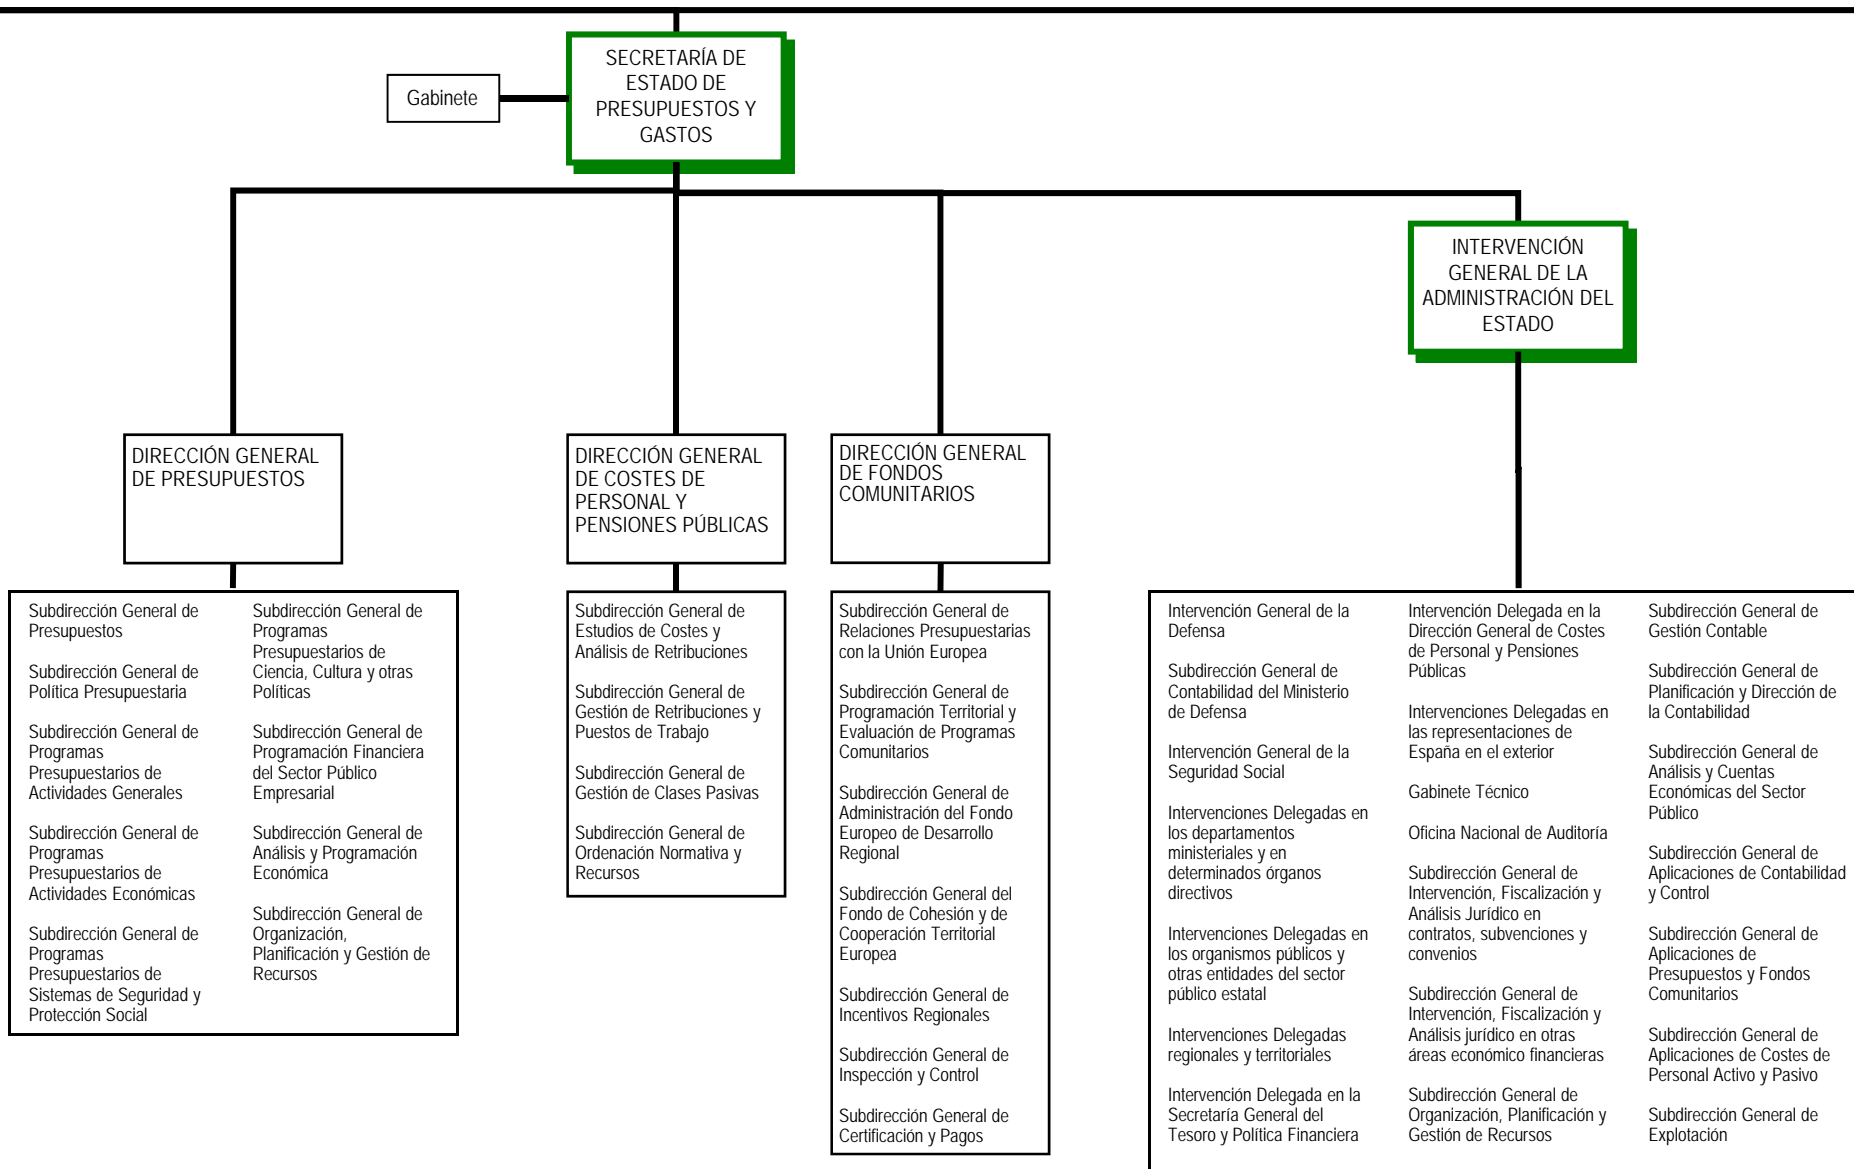 SECRETARÍA DE
ESTADO DE
PRESUPUESTOS Y
GASTOS
Gabinete
INTERVENCIÓN
GENERAL DE LA
ADMINISTRACIÓN DEL
ESTADO
DIRECCIÓN GENERAL
DE PRESUPUESTOS
DIRECCIÓN GENERAL
DE COSTES DE
PERSONAL Y
PENSIONES PÚBLICAS
DIRECCIÓN GENERAL
DE FONDOS
COMUNITARIOS
Subdirección General de
Presupuestos
Subdirección General de
Política Presupuestaria
Subdirección General de
Programas
Presupuestarios de
Actividades Generales
Subdirección General de
Programas
Presupuestarios de
Actividades Económicas
Subdirección General de
Programas
Presupuestarios de
Sistemas de Seguridad y
Protección Social
Subdirección General de
Programas
Presupuestarios de
Ciencia, Cultura y otras
Políticas
Subdirección General de
Programación Financiera
del Sector Público
Empresarial
Subdirección General de
Análisis y Programación
Económica
Subdirección General de
Organización,
Planificación y Gestión de
Recursos
Subdirección General de
Estudios de Costes y
Análisis de Retribuciones
Subdirección General de
Gestión de Retribuciones y
Puestos de Trabajo
Subdirección General de
Gestión de Clases Pasivas
Subdirección General de
Ordenación Normativa y
Recursos
Subdirección General de
Relaciones Presupuestarias
con la Unión Europea
Subdirección General de
Programación Territorial y
Evaluación de Programas
Comunitarios
Subdirección General de
Administración del Fondo
Europeo de Desarrollo
Regional
Subdirección General del
Fondo de Cohesión y de
Cooperación Territorial
Europea
Subdirección General de
Incentivos Regionales
Subdirección General de
Inspección y Control
Subdirección General de
Certificación y Pagos
Intervención General de la
Defensa
Subdirección General de
Contabilidad del Ministerio
de Defensa
Intervención General de la
Seguridad Social
Intervenciones Delegadas en
los departamentos
ministeriales y en
determinados órganos
directivos
Intervenciones Delegadas en
los organismos públicos y
otras entidades del sector
público estatal
Intervenciones Delegadas
regionales y territoriales
Intervención Delegada en la
Secretaría General del
Tesoro y Política Financiera
Intervención Delegada en la
Dirección General de Costes
de Personal y Pensiones
Públicas
Intervenciones Delegadas en
las representaciones de
España en el exterior
Gabinete Técnico
Oficina Nacional de Auditoría
Subdirección General de
Intervención, Fiscalización y
Análisis Jurídico en
contratos, subvenciones y
convenios
Subdirección General de
Intervención, Fiscalización y
Análisis jurídico en otras
áreas económico financieras
Subdirección General de
Organización, Planificación y
Gestión de Recursos
Subdirección General de
Gestión Contable
Subdirección General de
Planificación y Dirección de
la Contabilidad
Subdirección General de
Análisis y Cuentas
Económicas del Sector
Público
Subdirección General de
Aplicaciones de Contabilidad
y Control
Subdirección General de
Aplicaciones de
Presupuestos y Fondos
Comunitarios
Subdirección General de
Aplicaciones de Costes de
Personal Activo y Pasivo
Subdirección General de
Explotación